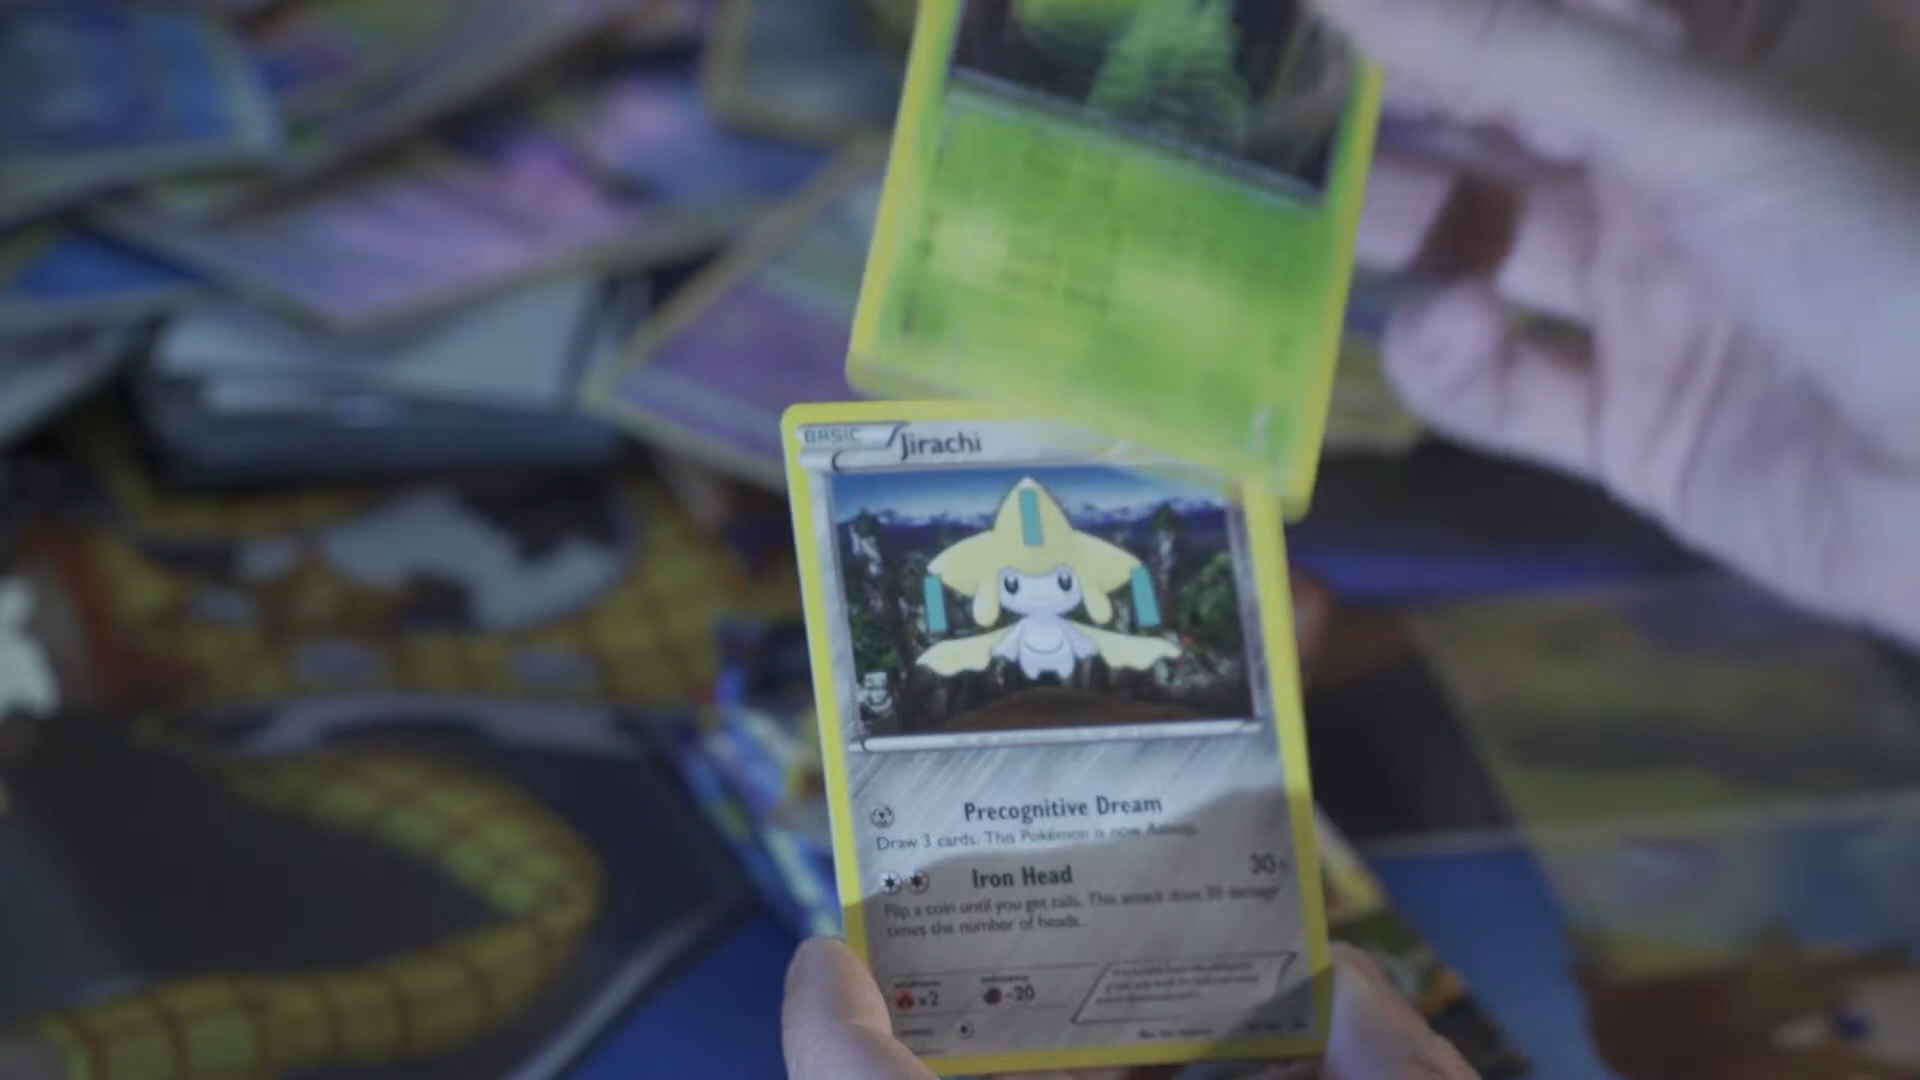 BASIC Jirachi
Precognitive Dream
Draw 3 cards. This Pokémon is now Asleep.
Iron Head 30
Flip a coin until you get tails. This attack does 30 damage
times the number of heads.
x2 -20